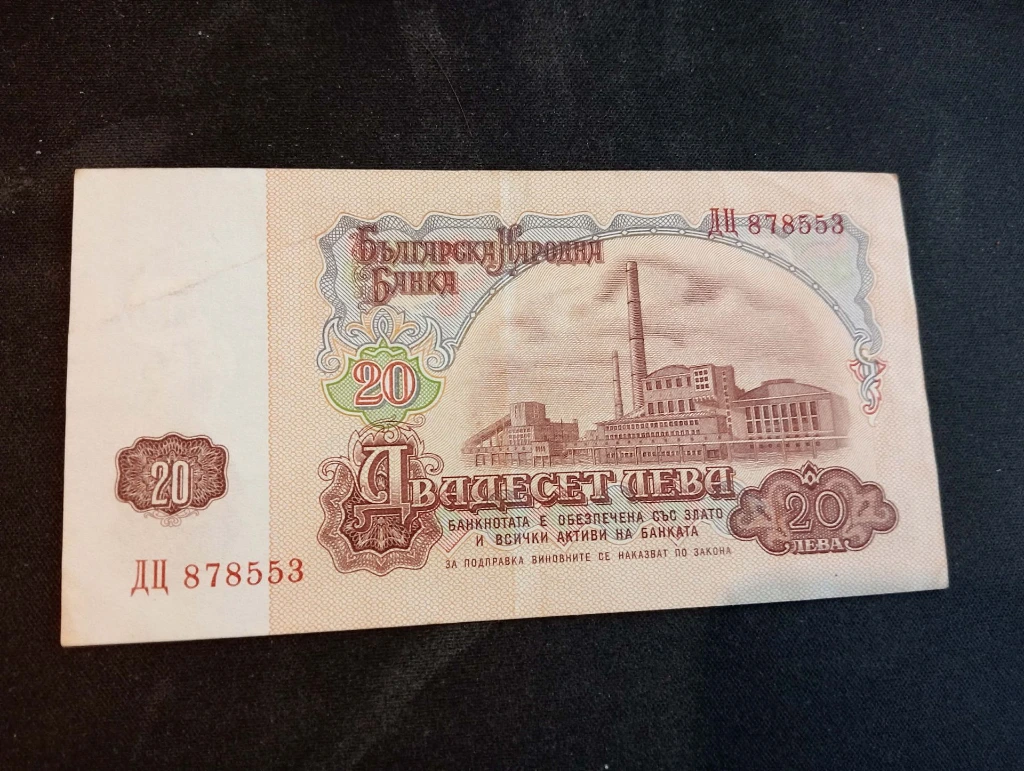 Българска Народна
Банка
ДЦ 878553
20
Двадесет лева
20
лева
БАНКНОТАТА Е ОБЕЗПЕЧЕНА СЪС ЗЛАТО
И ВСИЧКИ АКТИВИ НА БАНКАТА
ЗА ПОДПРАВКА ВИНОВНИТЕ СЕ НАКАЗВАТ ПО ЗАКОНА
20
ДЦ 878553